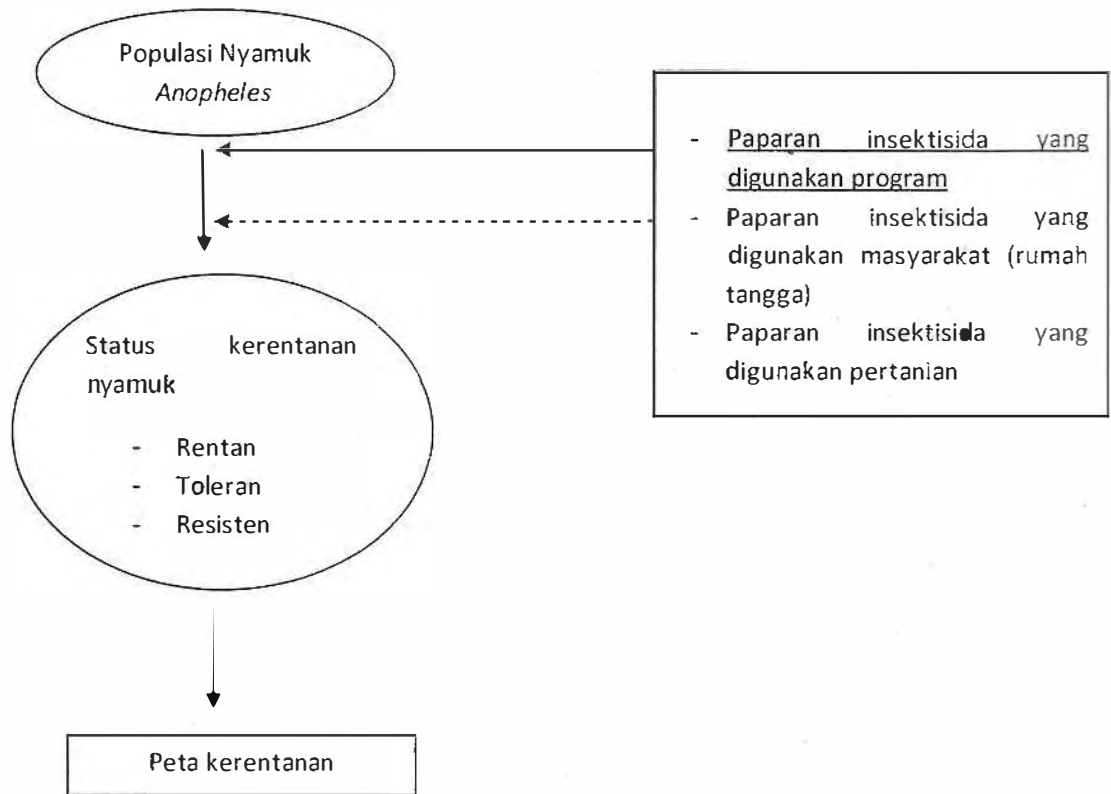 Populasi Nyamuk
Anopheles
- Paparan insektisida yang
digunakan program
- Paparan insektisida yang
digunakan masyarakat (rumah
tangga)
- Paparan insektisida yang
digunakan pertanian
Status kerentanan
nyamuk
- Rentan
- Toleran
- Resisten
Peta kerentanan